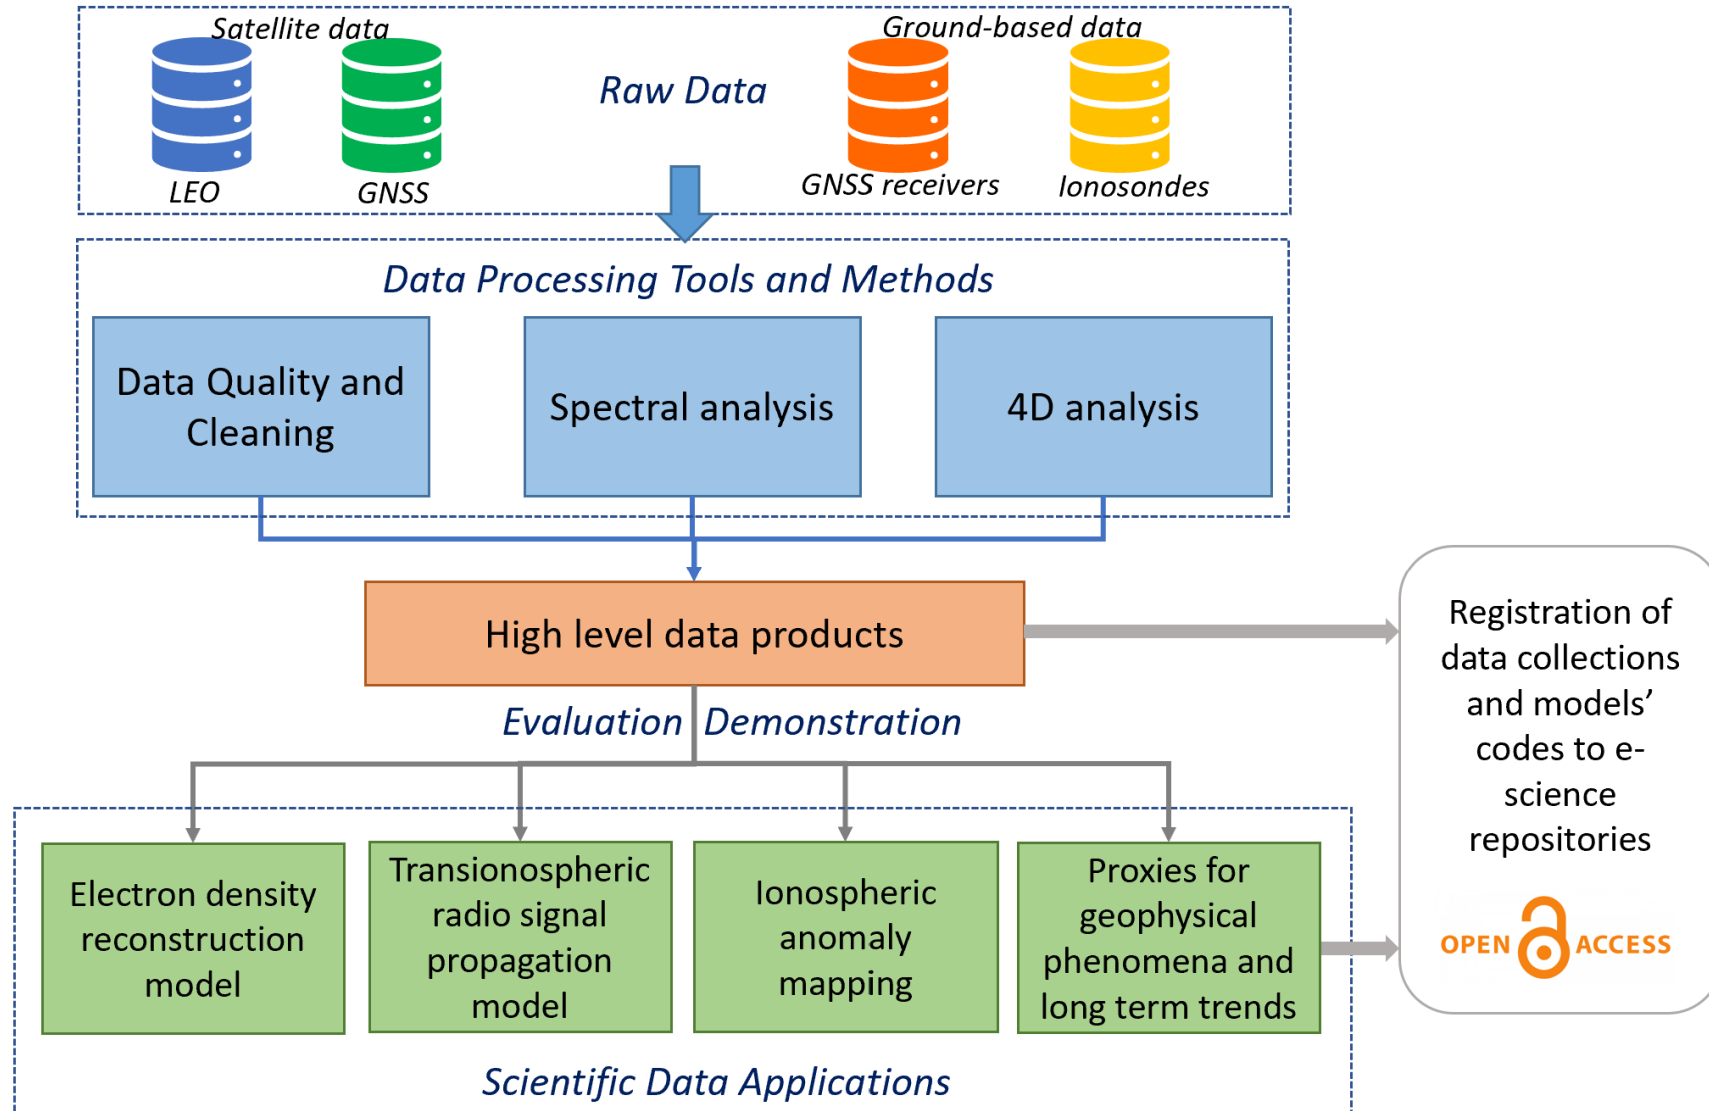 Satellite data
Ground-based data
Raw Data
LEO
GNSS
GNSS receivers
Ionosondes
Data Processing Tools and Methods
Data Quality and
Cleaning
Spectral analysis
4D analysis
High level data products
Evaluation
Demonstration
Registration of
data collections
and models’
codes to e-
science
repositories
OPEN ACCESS
Electron density
reconstruction
model
Transionospheric
radio signal
propagation
model
Ionospheric
anomaly
mapping
Proxies for
geophysical
phenomena and
long term trends
Scientific Data Applications